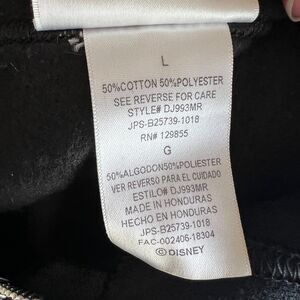 L
50%COTTON 50%POLYESTER
SEE REVERSE FOR CARE
STYLE# DJ993MR
JPS-B25739-1018
RN# 129855
G
50%ALGODON50%POLIESTER
VER REVERSO PARA EL CUIDADO
ESTILO# DJ993MR
MADE IN HONDURAS
HECHO EN HONDURAS
JPS-B25739-1018
FAC-002406-18304
©DISNEY